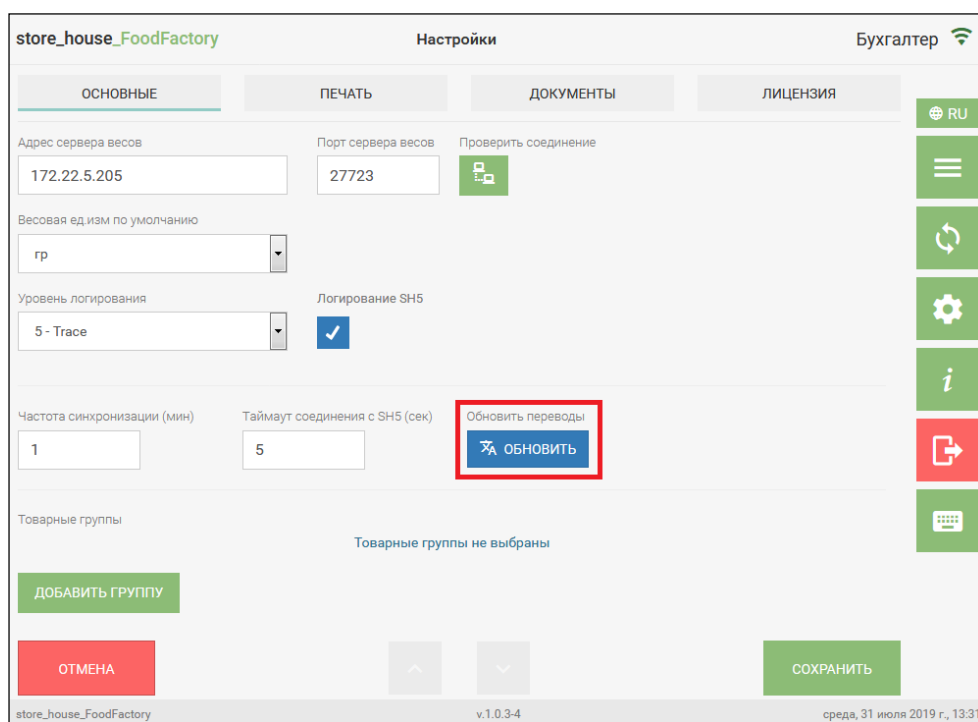 store_house_FoodFactory Настройки Бухгалтер
ОСНОВНЫЕ ПЕЧАТЬ ДОКУМЕНТЫ ЛИЦЕНЗИЯ
RU
Адрес сервера весов Порт сервера весов Проверить соединение
172.22.5.205 27723
Весовая ед.изм по умолчанию
гр
Уровень логирования Логирование SH5
5 - Trace
Частота синхронизации (мин) Таймаут соединения с SH5 (сек) Обновить переводы
1 5 ОБНОВИТЬ
Товарные группы
Товарные группы не выбраны
ДОБАВИТЬ ГРУППУ
ОТМЕНА СОХРАНИТЬ
store_house_FoodFactory v.1.0.3-4 среда, 31 июля 2019 г., 13:31